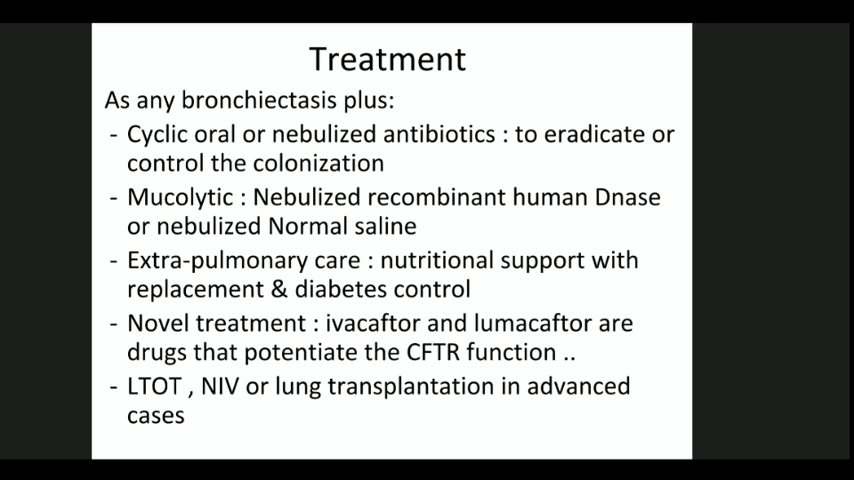 Treatment
As any bronchiectasis plus:
- Cyclic oral or nebulized antibiotics : to eradicate or
control the colonization
- Mucolytic : Nebulized recombinant human Dnase
or nebulized Normal saline
- Extra-pulmonary care : nutritional support with
replacement & diabetes control
- Novel treatment : ivacaftor and lumacaftor are
drugs that potentiate the CFTR function ..
- LTOT , NIV or lung transplantation in advanced
cases